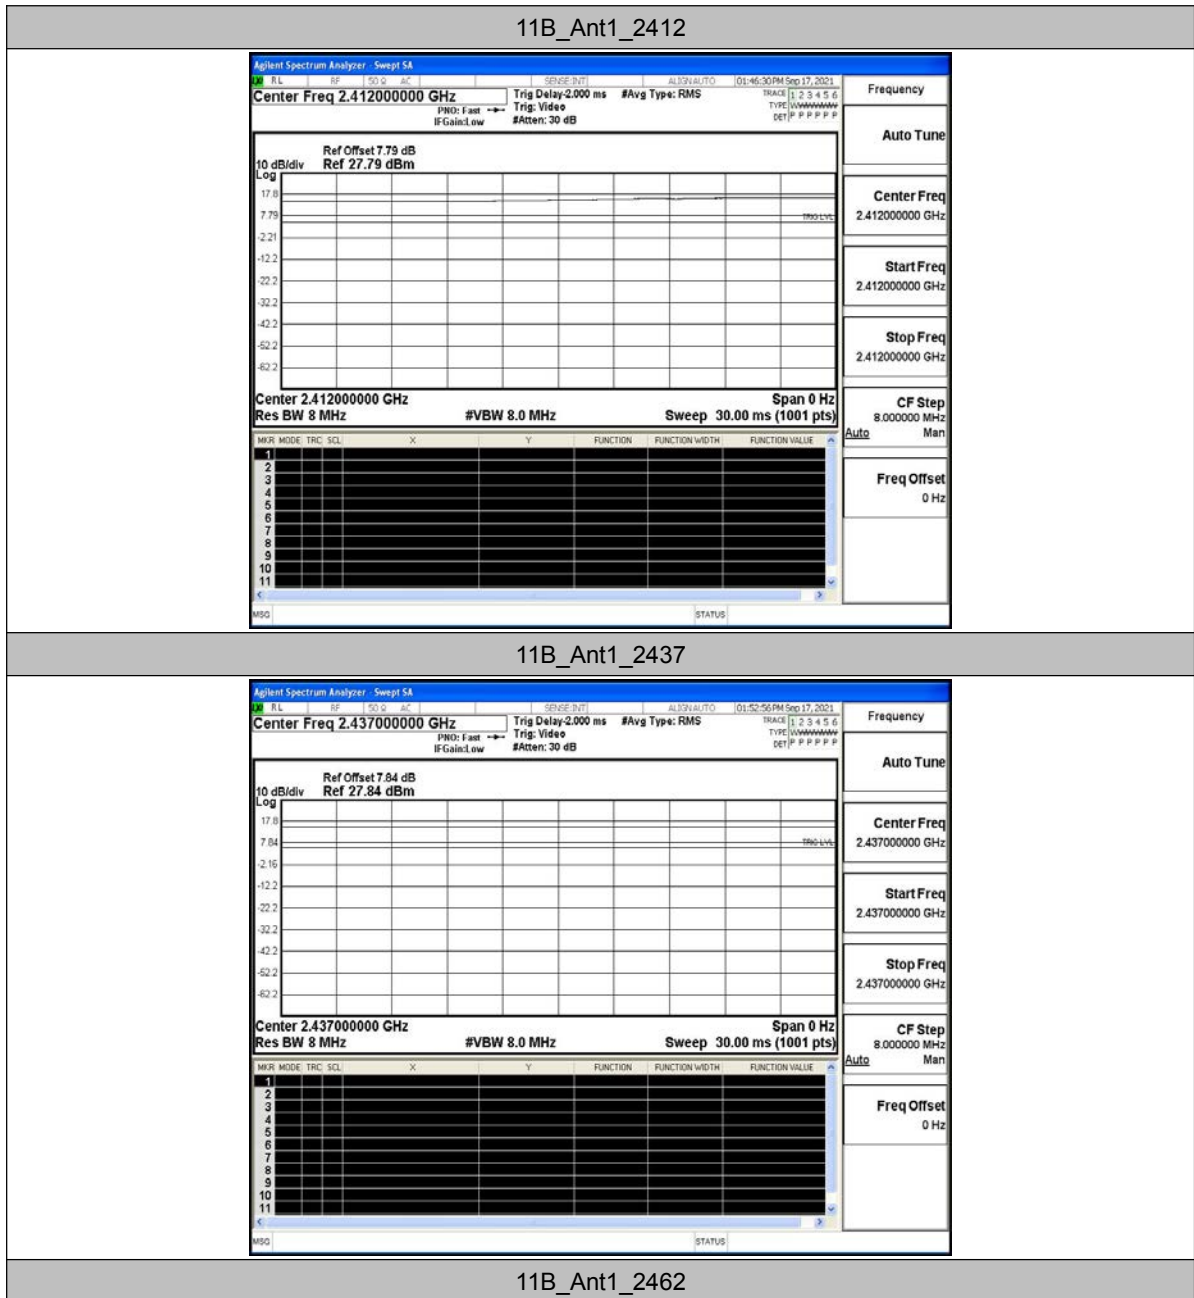 11B_Ant1_2412
Agilent Spectrum Analyzer - Swept SA
RL RF 50 Ω AC SENSE:INT ALIGN AUTO 01:46:30 PM Sep 17, 2021
Center Freq 2.412000000 GHz
PNO: Fast
IFGain:Low
Trig Delay-2.000 ms
Trig: Video
#Atten: 30 dB
#Avg Type: RMS
TRACE 1 2 3 4 5 6
TYPE
DET P P P P P P
Ref Offset 7.79 dB
10 dB/div Ref 27.79 dBm
Log
17.8
7.79
TRIG LVL
-2.21
-12.2
-22.2
-32.2
-42.2
-52.2
-62.2
Center 2.412000000 GHz Span 0 Hz
Res BW 8 MHz #VBW 8.0 MHz Sweep 30.00 ms (1001 pts)
MKR MODE TRC SCL X Y FUNCTION FUNCTION WIDTH FUNCTION VALUE
1
2
3
4
5
6
7
8
9
10
11
MSG STATUS
Frequency
Auto Tune
Center Freq
2.412000000 GHz
Start Freq
2.412000000 GHz
Stop Freq
2.412000000 GHz
CF Step
8.000000 MHz
Auto Man
Freq Offset
0 Hz
11B_Ant1_2437
Agilent Spectrum Analyzer - Swept SA
RL RF 50 Ω AC SENSE:INT ALIGN AUTO 01:52:56 PM Sep 17, 2021
Center Freq 2.437000000 GHz
PNO: Fast
IFGain:Low
Trig Delay-2.000 ms
Trig: Video
#Atten: 30 dB
#Avg Type: RMS
TRACE 1 2 3 4 5 6
TYPE
DET P P P P P P
Ref Offset 7.84 dB
10 dB/div Ref 27.84 dBm
Log
17.8
7.84
TRIG LVL
-2.16
-12.2
-22.2
-32.2
-42.2
-52.2
-62.2
Center 2.437000000 GHz Span 0 Hz
Res BW 8 MHz #VBW 8.0 MHz Sweep 30.00 ms (1001 pts)
MKR MODE TRC SCL X Y FUNCTION FUNCTION WIDTH FUNCTION VALUE
1
2
3
4
5
6
7
8
9
10
11
MSG STATUS
Frequency
Auto Tune
Center Freq
2.437000000 GHz
Start Freq
2.437000000 GHz
Stop Freq
2.437000000 GHz
CF Step
8.000000 MHz
Auto Man
Freq Offset
0 Hz
11B_Ant1_2462